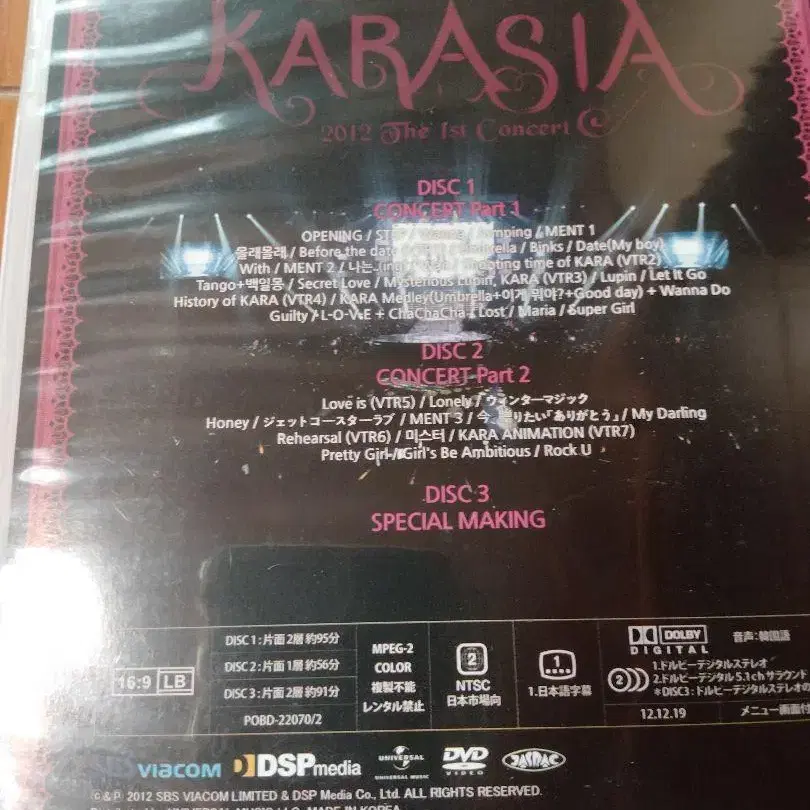 KARASIA
2012 The 1st Concert
DISC 1
CONCERT Part 1
OPENING / / Jumping / MENT 1
몰래몰래 / Before the date / Binks / Date(My boy)
With / MENT 2 / 나는 time of KARA (VTR2)
Tango+백일몽 / Secret Love / Mysterious Lupin, KARA (VTR3) / Lupin / Let It Go
History of KARA (VTR4) / KARA Medley(Umbrella+이게 뭐야?+Good day) + Wanna Do
Guilty / L-O-V-E + ChaChaCha / Lost / Maria / Super Girl
DISC 2
CONCERT Part 2
Love is (VTR5) / Lonely / ウィンターマジック
Honey / ジェットコースターラブ / MENT 3 / 今、贈りたい「ありがとう」 / My Darling
Rehearsal (VTR6) / 미스터 / KARA ANIMATION (VTR7)
Pretty Girl / Girl's Be Ambitious / Rock U
DISC 3
SPECIAL MAKING
16:9 LB
DISC 1 : 片面 2層 約95分
DISC 2 : 片面 1層 約56分
DISC 3 : 片面 2層 約91分
POBD-22070/2
MPEG-2
COLOR
複製不能
レンタル禁止
2
NTSC
日本市場向
1
1.日本語字幕
DOLBY
DIGITAL
音声:韓国語
2
1.ドルビーデジタルステレオ
2.ドルビーデジタル 5.1ch サラウンド
*DISC3 : ドルビーデジタルステレオの
12.12.19
メニュー画面付
SBS VIACOM DSPmedia UNIVERSAL UNIVERSAL MUSIC DVD VIDEO JASRAC
©&℗ 2012 SBS VIACOM LIMITED & DSP Media Co., Ltd. ALL RIGHTS RESERVED.
UNIVERSAL MUSIC LLC. MADE IN KOREA